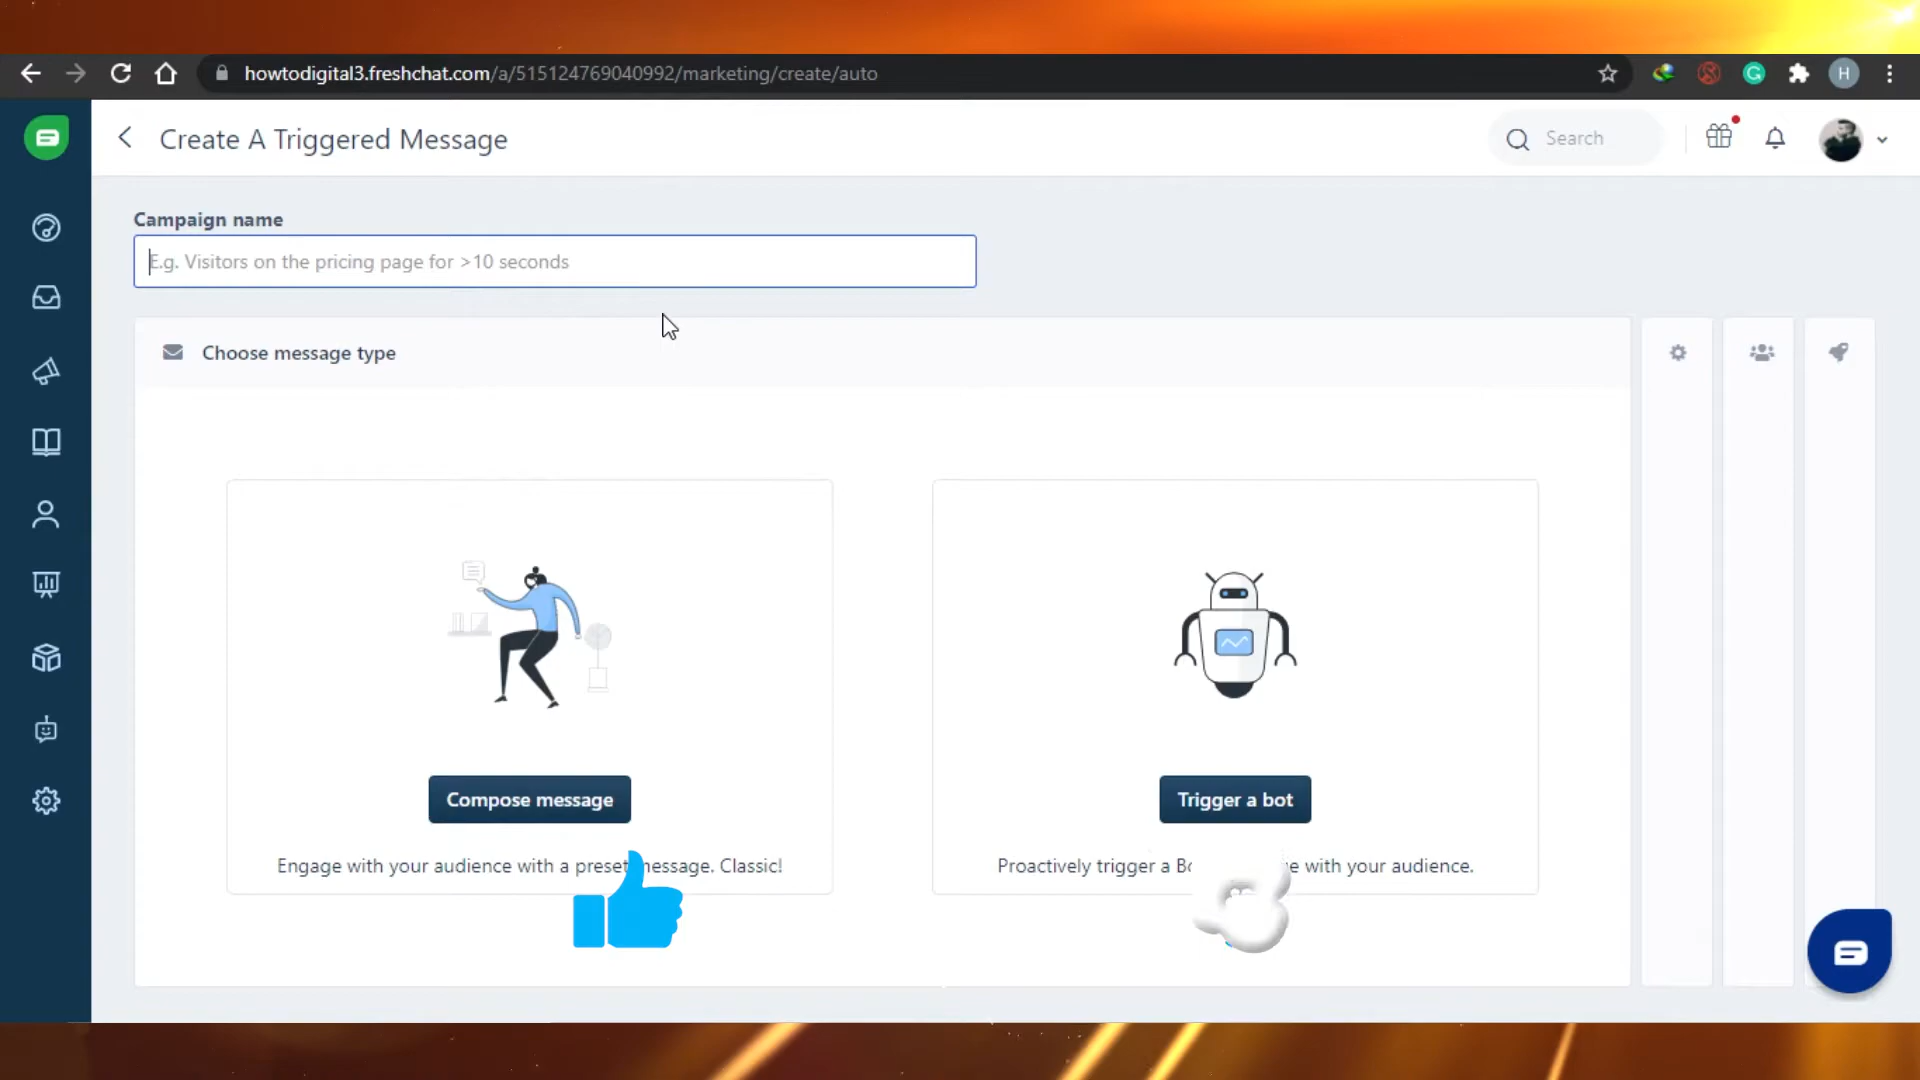 howtodigital3.freshchat.com/a/515124769040992/marketing/create/auto
H
Create A Triggered Message
Search
Campaign name
E.g. Visitors on the pricing page for >10 seconds
Choose message type
Compose message
Trigger a bot
Engage with your audience with a preset message. Classic!
Proactively trigger a with your audience.